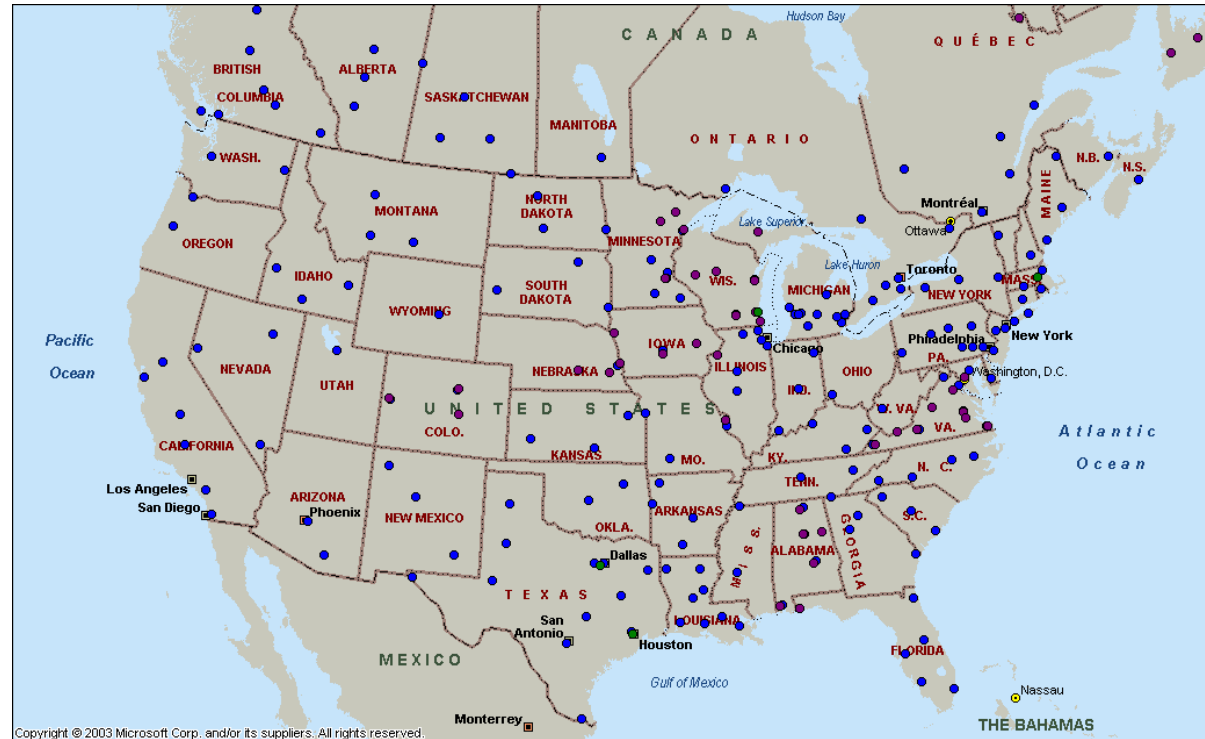 Hudson Bay
CANADA
QUÉBEC
BRITISH
COLUMBIA
ALBERTA
SASKATCHEWAN
MANITOBA
ONTARIO
WASH.
N.B.
N.S.
MAINE
MONTANA
NORTH
DAKOTA
Montréal
Lake Superior
Ottawa
OREGON
MINNESOTA
IDAHO
Lake Huron
Toronto
WIS.
MASS.
SOUTH
DAKOTA
MICHIGAN
NEW YORK
WYOMING
Pacific
Ocean
New York
Philadelphia
IOWA
Chicago
PA.
NEVADA
NEBRASKA
ILLINOIS
OHIO
Washington, D.C.
UTAH
IND.
UNITED STATES
W. VA.
COLO.
VA.
Atlantic
Ocean
CALIFORNIA
KANSAS
MO.
KY.
N. C.
TENN.
Los Angeles
San Diego
ARIZONA
Phoenix
NEW MEXICO
OKLA.
ARKANSAS
S.C.
MISS.
ALABAMA
GEORGIA
Dallas
TEXAS
San
Antonio
LOUISIANA
Houston
FLORIDA
MEXICO
Gulf of Mexico
Nassau
Monterrey
THE BAHAMAS
Copyright © 2003 Microsoft Corp. and/or its suppliers. All rights reserved.